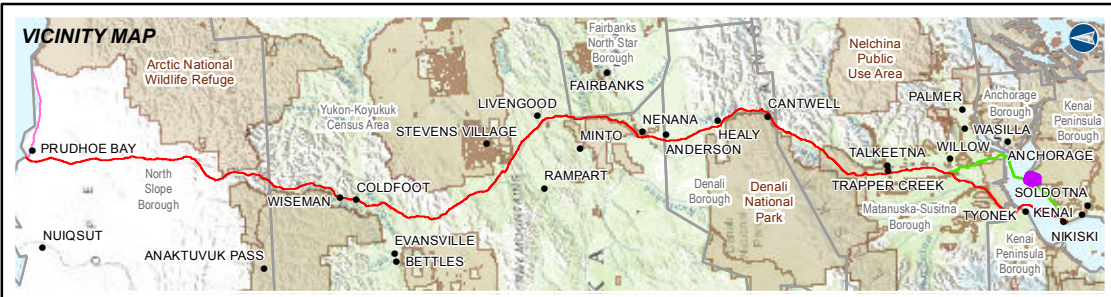 VICINITY MAP
Arctic National
Wildlife Refuge
Fairbanks
North Star
Borough
Nelchina
Public
Use Area
FAIRBANKS
CANTWELL
PALMER
Anchorage
Borough
Kenai
Peninsula
Borough
Yukon-Koyukuk
Census Area
LIVENGOOD
STEVENS VILLAGE
NENANA
WASILLA
PRUDHOE BAY
MINTO
HEALY
ANDERSON
TALKEETNA
WILLOW
ANCHORAGE
North
Slope
Borough
COLDFOOT
WISEMAN
RAMPART
Denali
Borough
Denali
National
Park
TRAPPER CREEK
SOLDOTNA
Matanuska-Susitna
Borough
TYONEK
KENAI
NIKISKI
NUIQSUT
ANAKTUVUK PASS
EVANSVILLE
BETTLES
Kenai
Peninsula
Borough